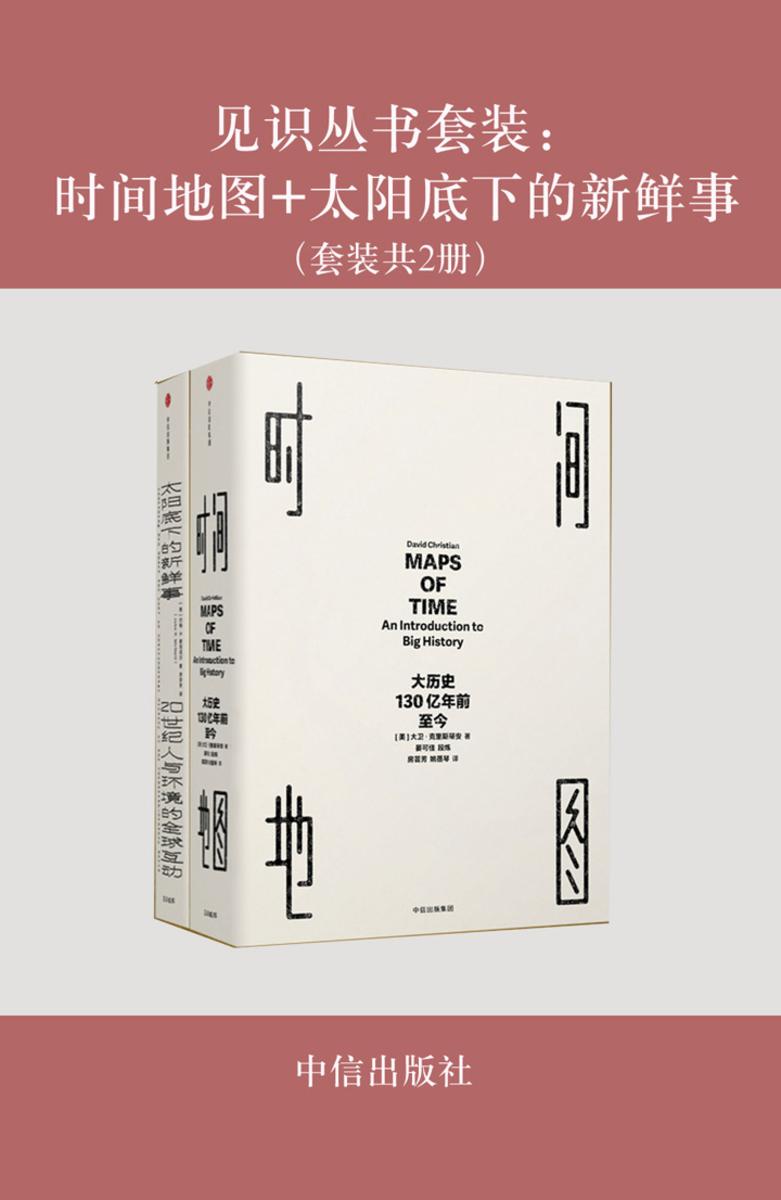 见识丛书套装：
时间地图+太阳底下的新鲜事
（套装共2册）
时间
David Christian
MAPS
OF
TIME
An Introduction to
Big History
大历史
130亿年前
至今
[美]大卫·克里斯蒂安 著
晏可佳 段炼
房芸芳 姚蓓琴 译
地图
中信出版集团
时间
David Christian
MAPS
OF
TIME
An Introduction to
Big History
大历史
130亿年前
至今
地图
太阳底下的新鲜事
20世纪人与环境的全球互动
中信出版社